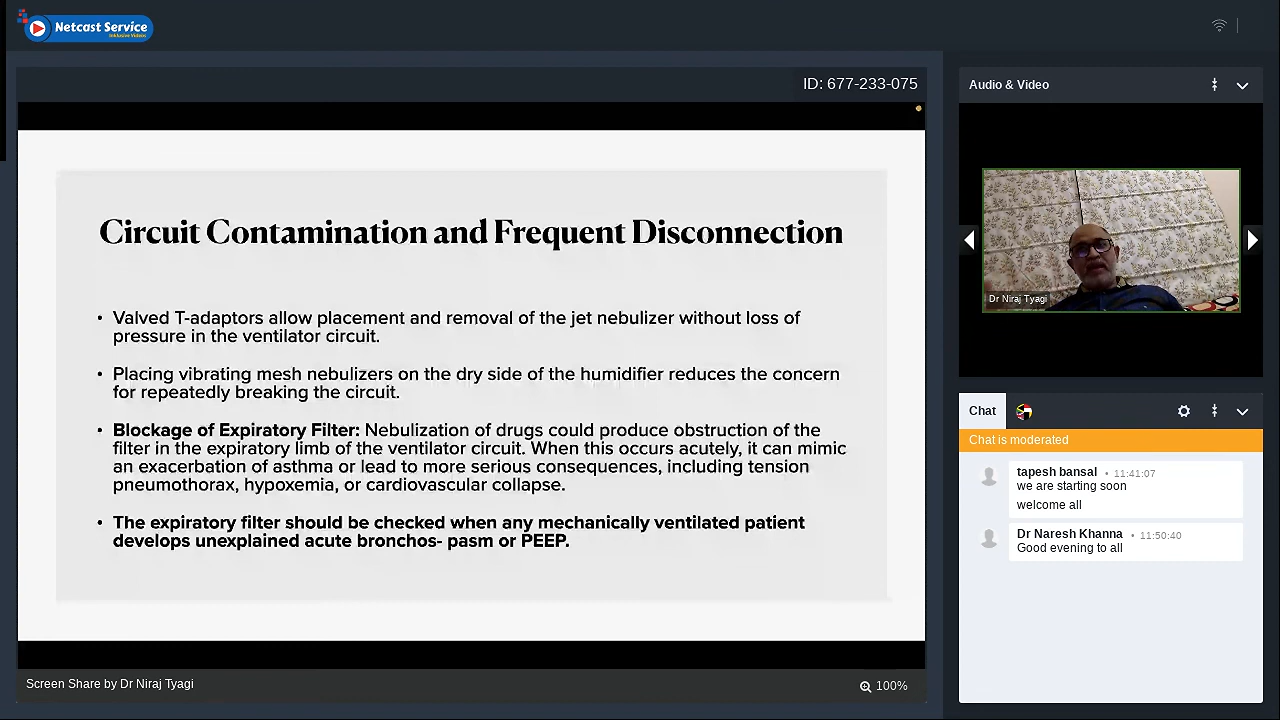 Netcast Service
Inklusive Videos
ID: 677-233-075
Circuit Contamination and Frequent Disconnection
• Valved T-adaptors allow placement and removal of the jet nebulizer without loss of
pressure in the ventilator circuit.
• Placing vibrating mesh nebulizers on the dry side of the humidifier reduces the concern
for repeatedly breaking the circuit.
• Blockage of Expiratory Filter: Nebulization of drugs could produce obstruction of the
filter in the expiratory limb of the ventilator circuit. When this occurs acutely, it can mimic
an exacerbation of asthma or lead to more serious consequences, including tension
pneumothorax, hypoxemia, or cardiovascular collapse.
• The expiratory filter should be checked when any mechanically ventilated patient
develops unexplained acute bronchos- pasm or PEEP.
Screen Share by Dr Niraj Tyagi
100%
Audio & Video
Dr Niraj Tyagi
Chat
Chat is moderated
tapesh bansal • 11:41:07
we are starting soon
welcome all
Dr Naresh Khanna • 11:50:40
Good evening to all